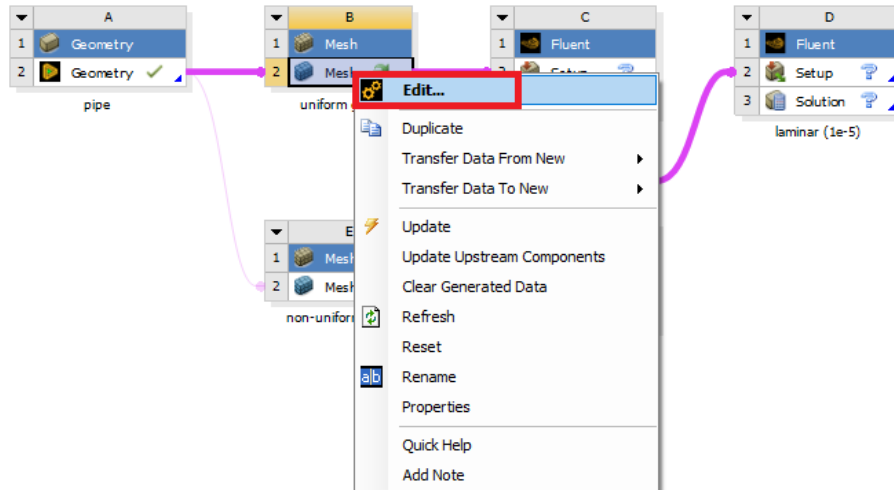 A
1 Geometry
2 Geometry
pipe
B
1 Mesh
2 Mesh
uniform
C
1 Fluent
D
1 Fluent
2 Setup
3 Solution
laminar (1e-5)
E
1 Mesh
2 Mesh
Edit...
Duplicate
Transfer Data From New
Transfer Data To New
Update
Update Upstream Components
Clear Generated Data
Refresh
Reset
a|b Rename
Properties
Quick Help
Add Note